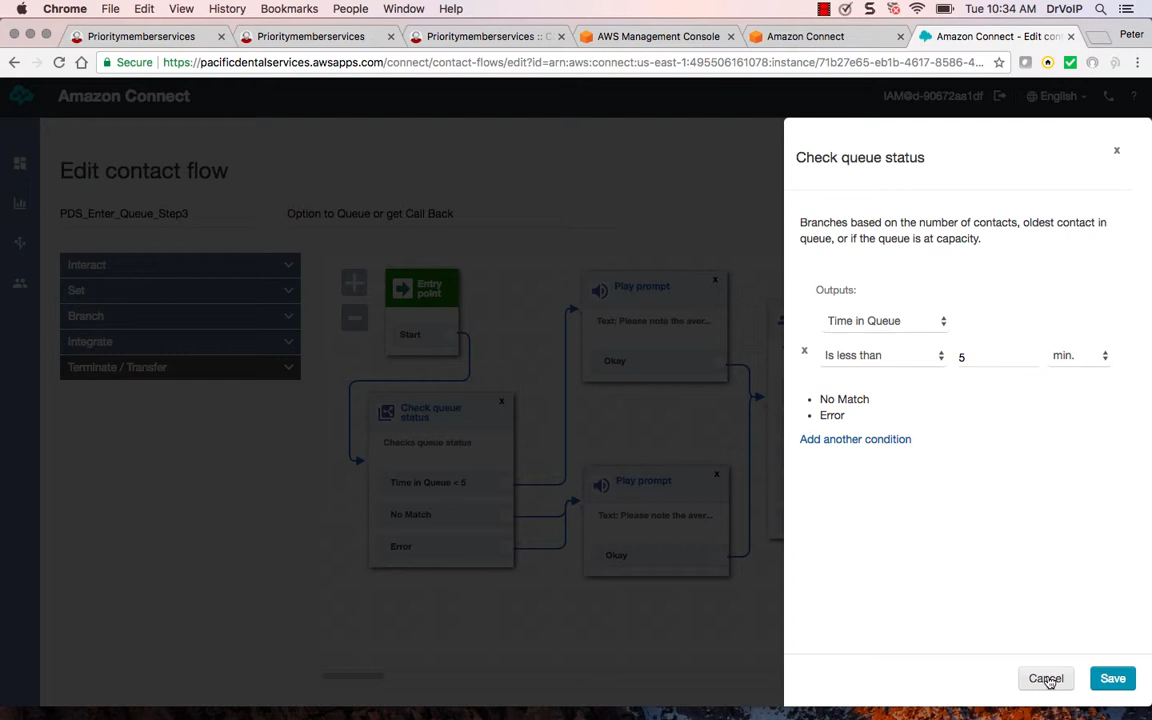 Chrome File Edit View History Bookmarks People Window Help Tue 10:34 AM DrVoIP
Prioritymemberservices x Prioritymemberservices x Prioritymemberservices :: C x AWS Management Console x Amazon Connect x Amazon Connect - Edit cont x Peter
Secure https://pacificdentalservices.awsapps.com/connect/contact-flows/edit?id=arn:aws:connect:us-east-1:495506161078:instance/71b27e65-eb1b-4617-8586-4...
Amazon Connect IAM@d-90672aa1df English ?
Edit contact flow
PDS_Enter_Queue_Step3 Option to Queue or get Call Back
Interact
Set
Branch
Integrate
Terminate / Transfer
Entry
point
Start
Check queue
status
x
Checks queue status
Time in Queue < 5
No Match
Error
Play prompt x
Text: Please note the aver...
Okay
Play prompt x
Text: Please note the aver...
Okay
Check queue status x
Branches based on the number of contacts, oldest contact in
queue, or if the queue is at capacity.
Outputs:
Time in Queue
x Is less than 5 min.
• No Match
• Error
Add another condition
Cancel Save